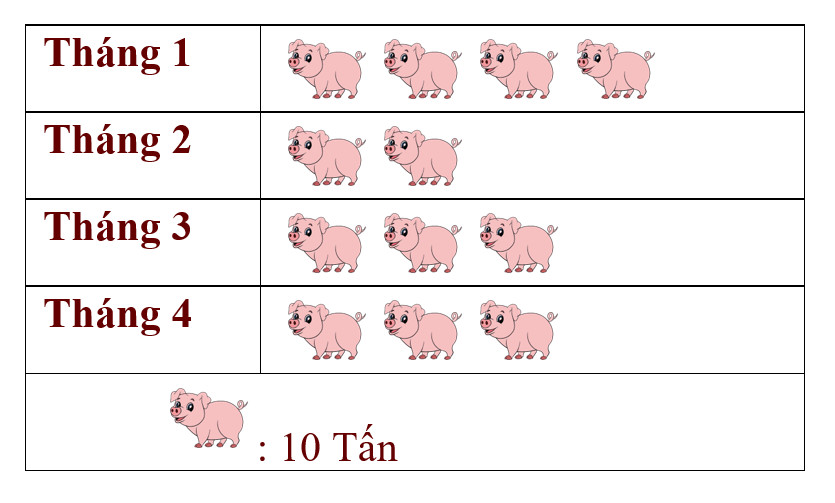 Tháng 1
Tháng 2
Tháng 3
Tháng 4
: 10 Tấn